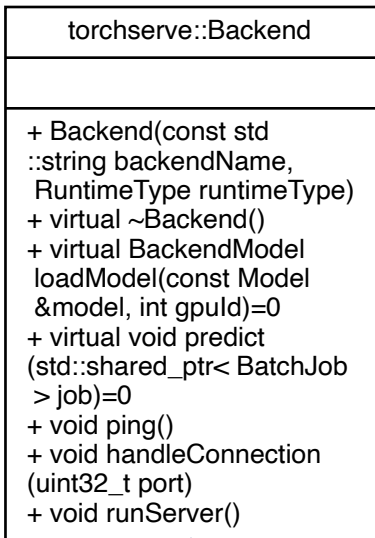 torchserve::Backend
+ Backend(const std
::string backendName,
RuntimeType runtimeType)
+ virtual ~Backend()
+ virtual BackendModel
loadModel(const Model
&model, int gpuId)=0
+ virtual void predict
(std::shared_ptr< BatchJob
> job)=0
+ void ping()
+ void handleConnection
(uint32_t port)
+ void runServer()